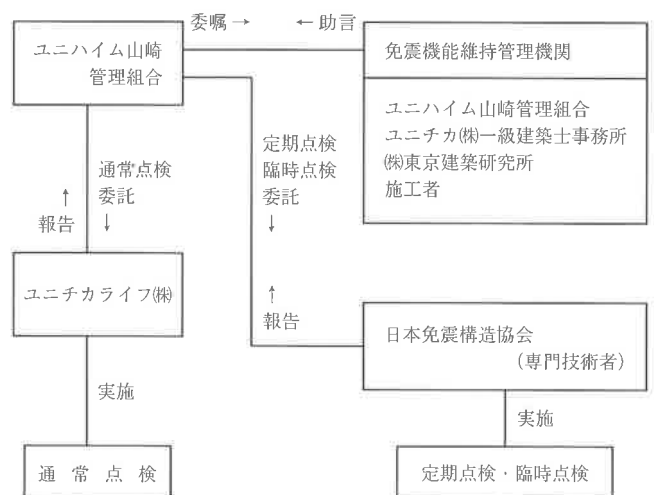 委嘱→
←助言
ユニハイム山崎
管理組合
免震機能維持管理機関
ユニハイム山崎管理組合
ユニチカ㈱一級建築士事務所
㈱東京建築研究所
施工者
定期点検
臨時点検
委託
↓
通常点検
委託
↓
↑
報告
ユニチカライフ㈱
↑
報告
日本免震構造協会
(専門技術者)
実施
実施
通常点検
定期点検・臨時点検